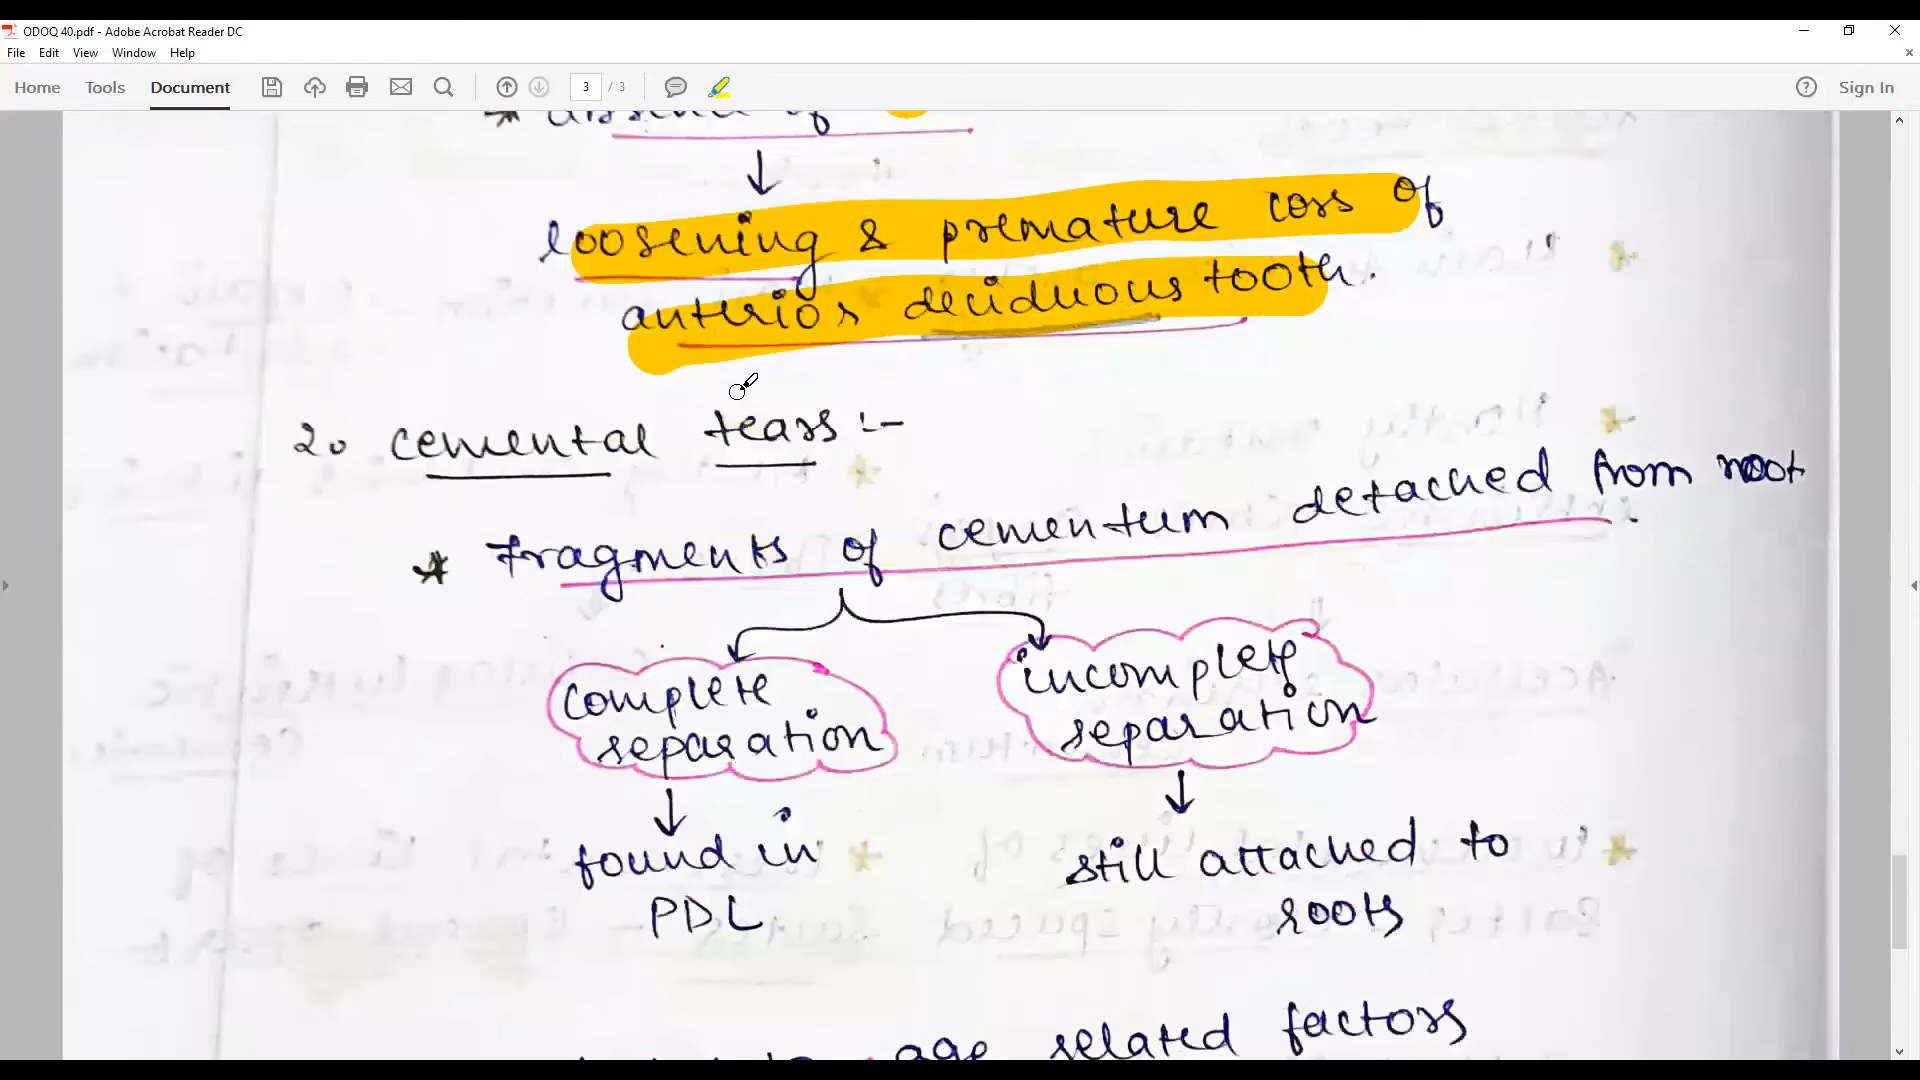 ODOQ 40.pdf - Adobe Acrobat Reader DC
File Edit View Window Help
Home Tools Document 3 / 3 Sign In
of
loosening & premature loss of
anterior deciduous tooth.
2. cemental tears :-
* fragments of cementum detached from root
complete separation
incomplete separation
found in PDL
still attached to roots
age related factors